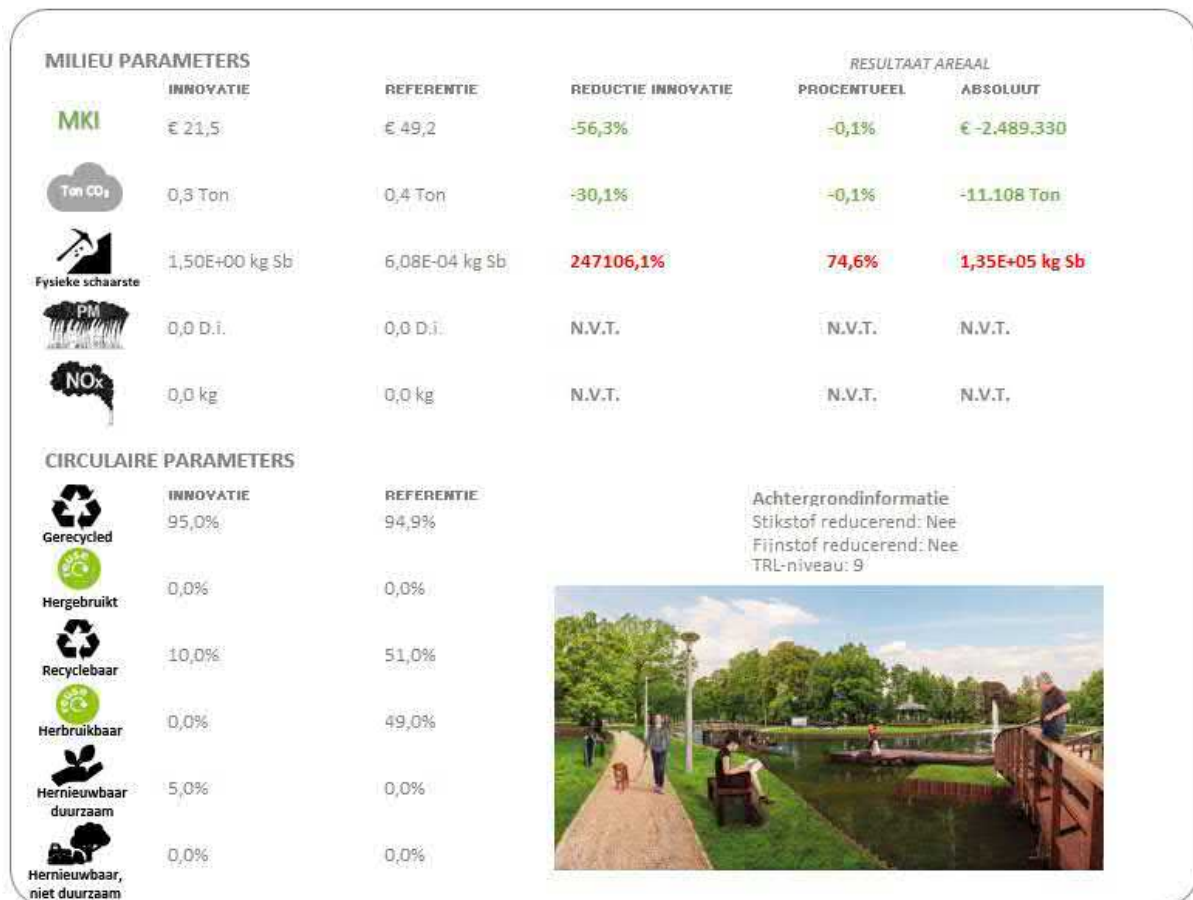 MILIEU PARAMETERS
RESULTAAT AREAAL
INNOVATIE REFERENTIE REDUCTIE INNOVATIE PROCENTUEEL ABSOLUUT
MKI € 21,5 € 49,2 -56,3% -0,1% € -2.489.330
Ton CO₂ 0,3 Ton 0,4 Ton -30,1% -0,1% -11.108 Ton
Fysieke schaarste 1,50E+00 kg Sb 6,08E-04 kg Sb 247106,1% 74,6% 1,35E+05 kg Sb
PM 0,0 D.i. 0,0 D.i. N.V.T. N.V.T. N.V.T.
NOx 0,0 kg 0,0 kg N.V.T. N.V.T. N.V.T.
CIRCULAIRE PARAMETERS
INNOVATIE REFERENTIE
Gerecycled 95,0% 94,9%
reuse
Hergebruikt 0,0% 0,0%
Recyclebaar 10,0% 51,0%
reuse
Herbruikbaar 0,0% 49,0%
Hernieuwbaar
duurzaam 5,0% 0,0%
Hernieuwbaar,
niet duurzaam 0,0% 0,0%
Achtergrondinformatie
Stikstof reducerend: Nee
Fijnstof reducerend: Nee
TRL-niveau: 9